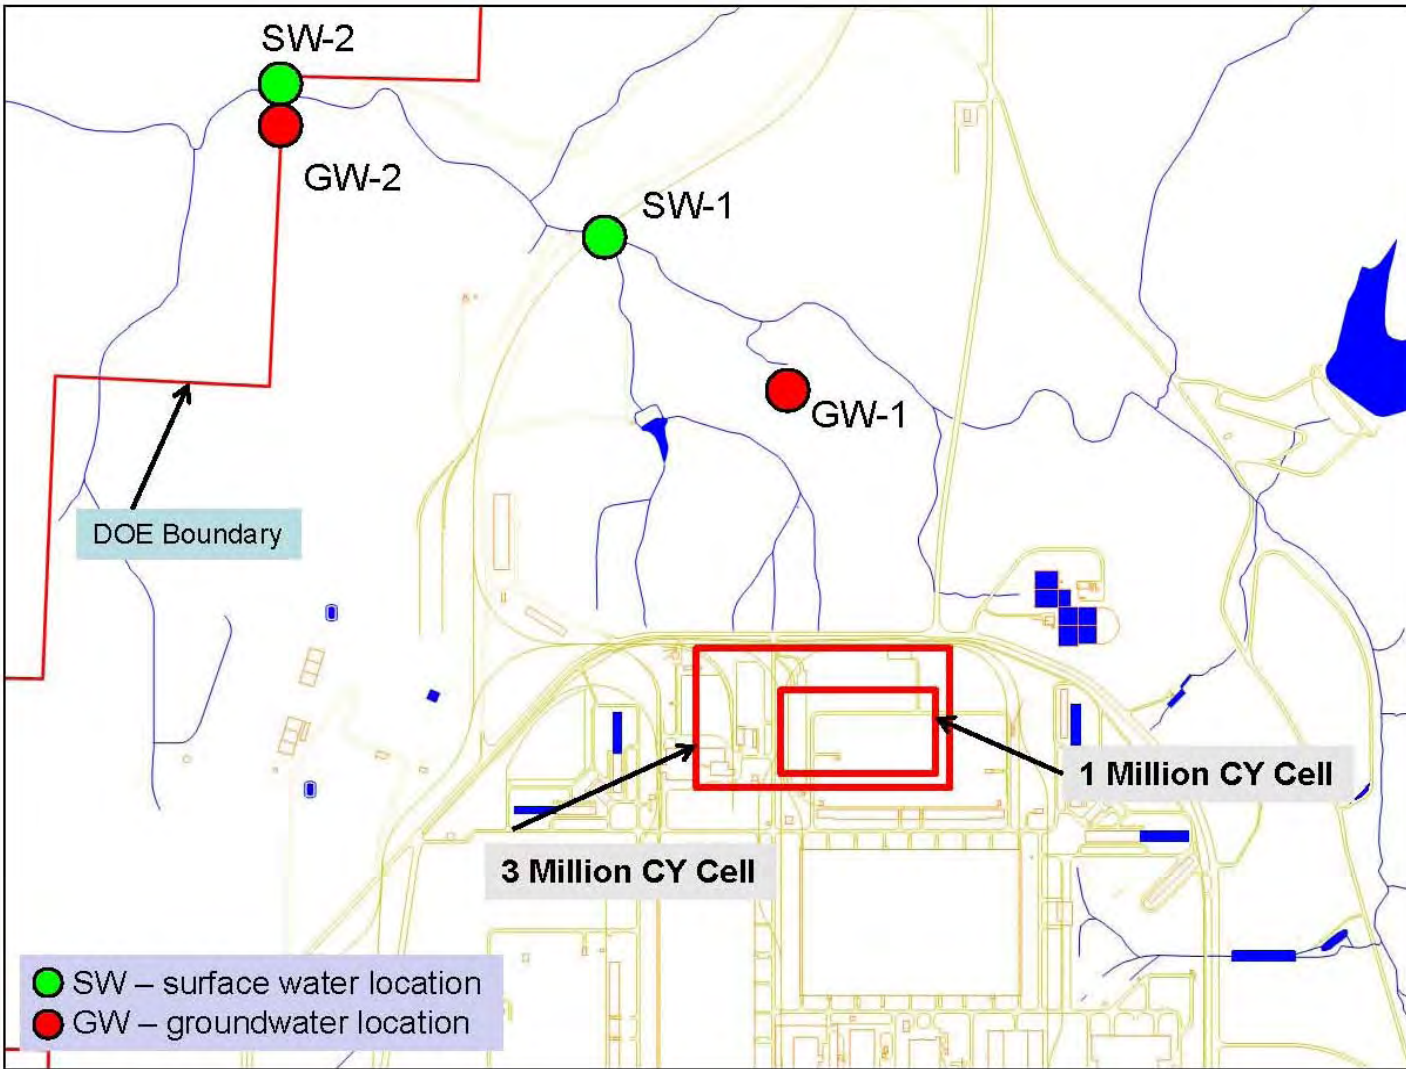 SW-2
GW-2
SW-1
GW-1
DOE Boundary
1 Million CY Cell
3 Million CY Cell
SW – surface water location
GW – groundwater location